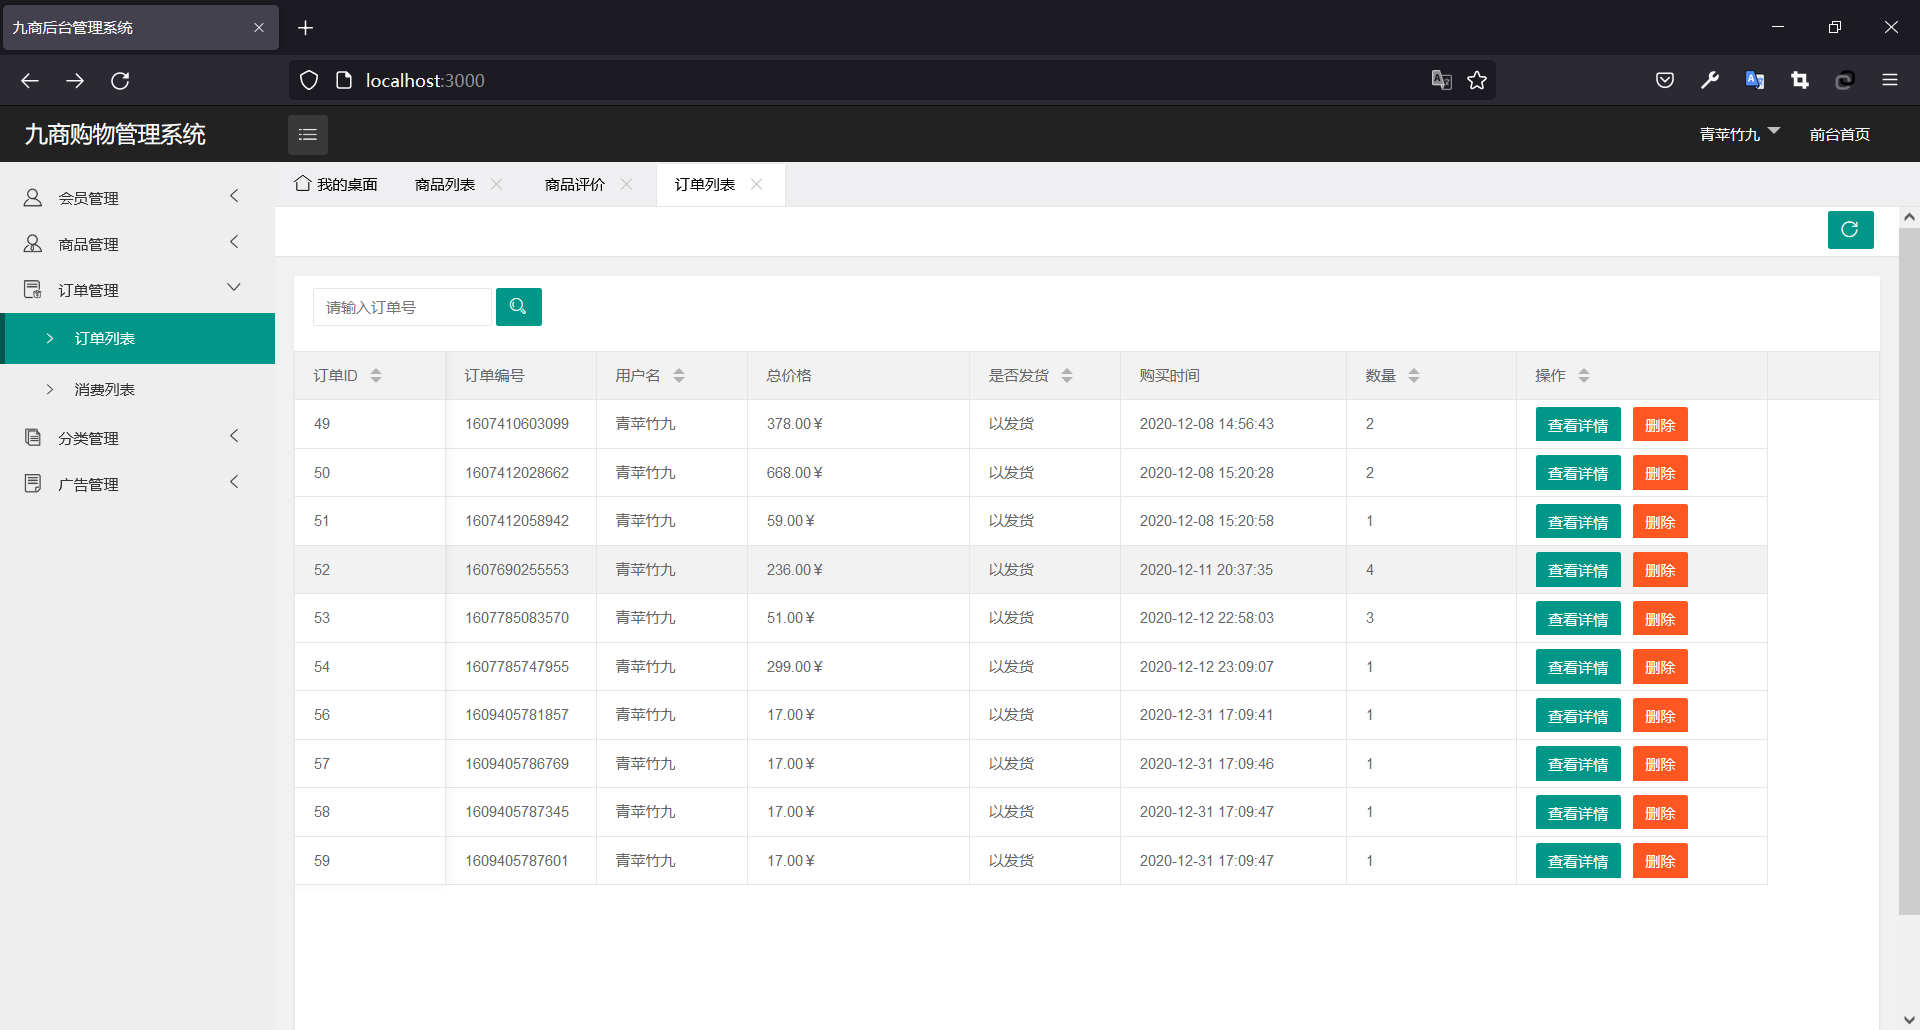 九商后台管理系统
localhost:3000
九商购物管理系统
青苹竹九 前台首页
会员管理
商品管理
订单管理
订单列表
消费列表
分类管理
广告管理
我的桌面 商品列表 商品评价 订单列表
请输入订单号
订单ID 订单编号 用户名 总价格 是否发货 购买时间 数量 操作
49 1607410603099 青苹竹九 378.00¥ 以发货 2020-12-08 14:56:43 2 查看详情 删除
50 1607412028662 青苹竹九 668.00¥ 以发货 2020-12-08 15:20:28 2 查看详情 删除
51 1607412058942 青苹竹九 59.00¥ 以发货 2020-12-08 15:20:58 1 查看详情 删除
52 1607690255553 青苹竹九 236.00¥ 以发货 2020-12-11 20:37:35 4 查看详情 删除
53 1607785083570 青苹竹九 51.00¥ 以发货 2020-12-12 22:58:03 3 查看详情 删除
54 1607785747955 青苹竹九 299.00¥ 以发货 2020-12-12 23:09:07 1 查看详情 删除
56 1609405781857 青苹竹九 17.00¥ 以发货 2020-12-31 17:09:41 1 查看详情 删除
57 1609405786769 青苹竹九 17.00¥ 以发货 2020-12-31 17:09:46 1 查看详情 删除
58 1609405787345 青苹竹九 17.00¥ 以发货 2020-12-31 17:09:47 1 查看详情 删除
59 1609405787601 青苹竹九 17.00¥ 以发货 2020-12-31 17:09:47 1 查看详情 删除